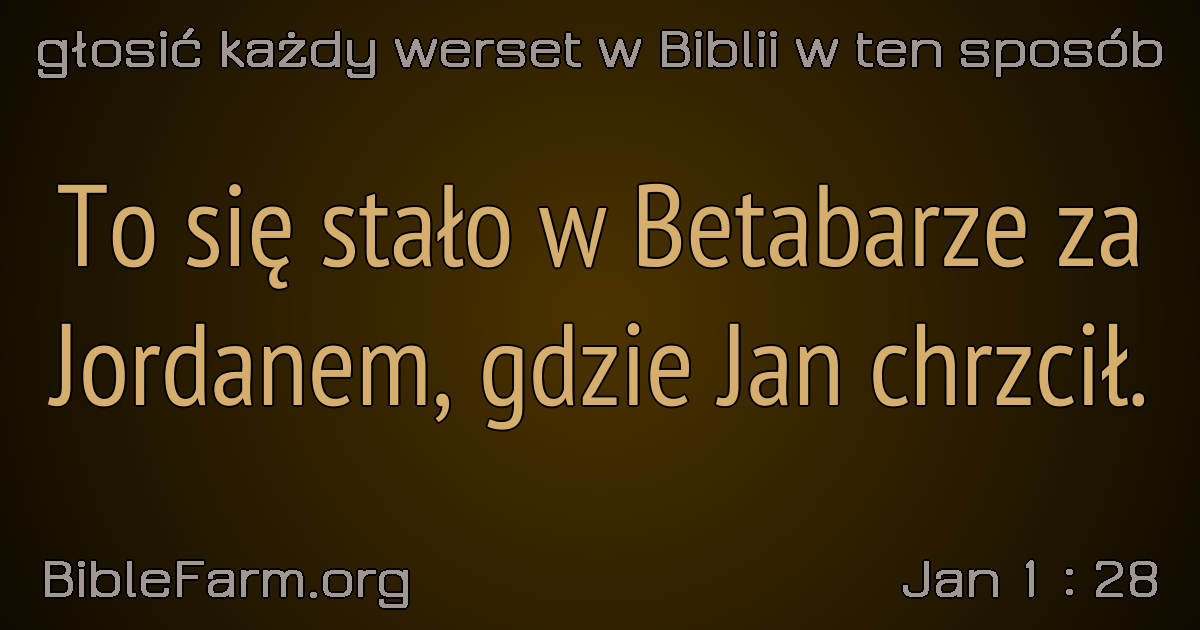 głosić każdy werset w Biblii w ten sposób
To się stało w Betabarze za
Jordanem, gdzie Jan chrzcił.
BibleFarm.org
Jan 1 : 28